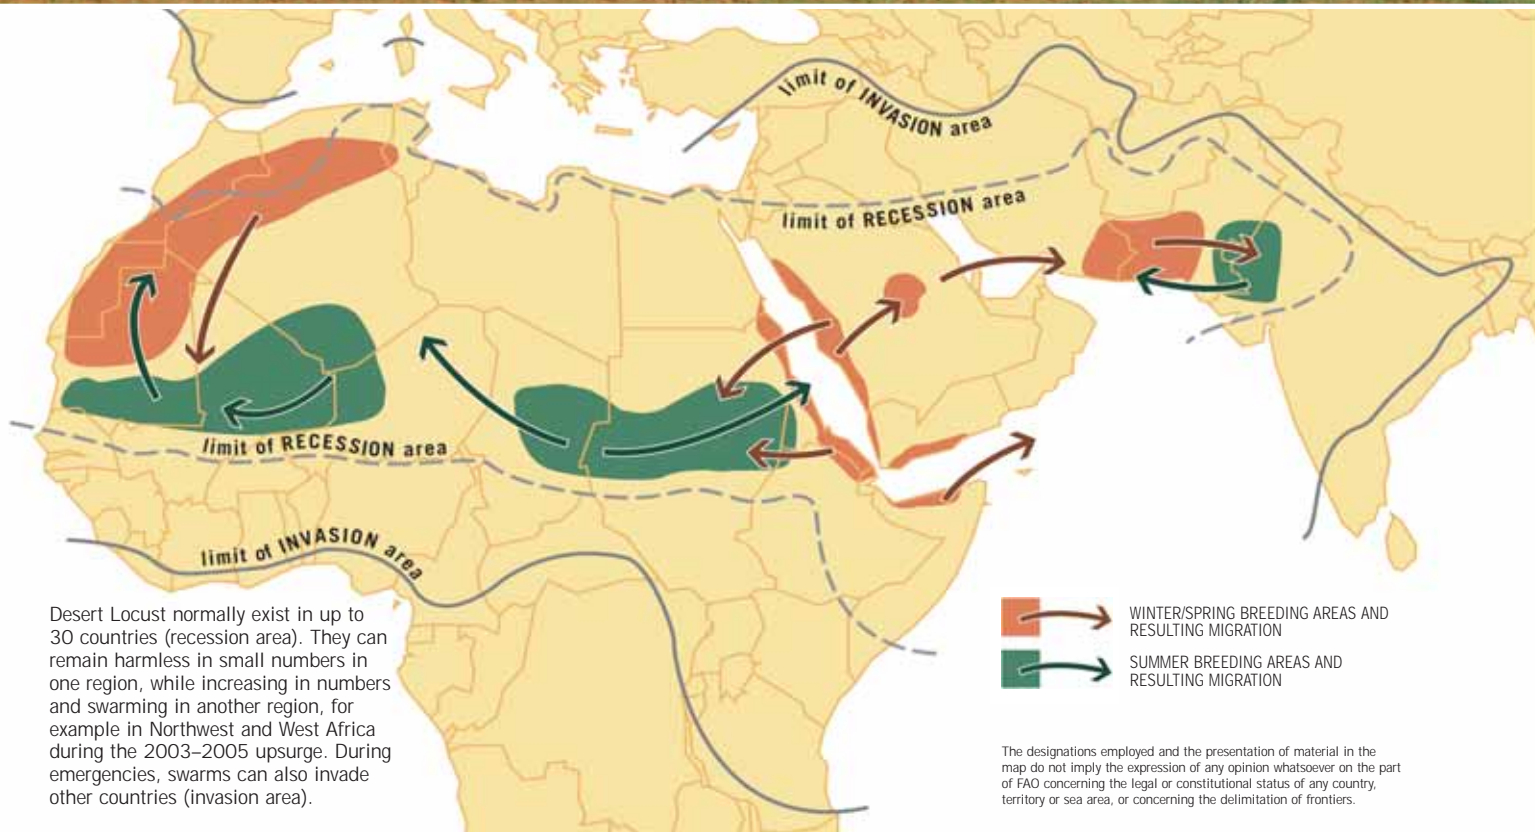 limit of INVASION area
limit of RECESSION area
limit of RECESSION area
limit of INVASION area
Desert Locust normally exist in up to
30 countries (recession area). They can
remain harmless in small numbers in
one region, while increasing in numbers
and swarming in another region, for
example in Northwest and West Africa
during the 2003–2005 upsurge. During
emergencies, swarms can also invade
other countries (invasion area).
WINTER/SPRING BREEDING AREAS AND
RESULTING MIGRATION
SUMMER BREEDING AREAS AND
RESULTING MIGRATION
The designations employed and the presentation of material in the
map do not imply the expression of any opinion whatsoever on the part
of FAO concerning the legal or constitutional status of any country,
territory or sea area, or concerning the delimitation of frontiers.